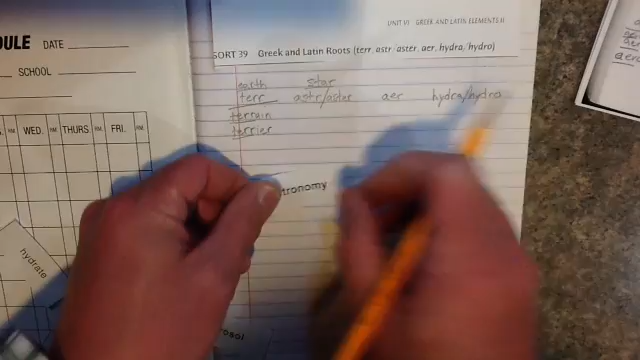 UNIT VI GREEK AND LATIN ELEMENTS II
SORT 39 Greek and Latin Roots (terr, astr/aster, aer, hydra, hydro)
DULE DATE
SCHOOL
WED. THURS FRI.
earth star
terr astr/aster aer hydra/hydro
terrain
terrier
tronomy
hydrate
rosol